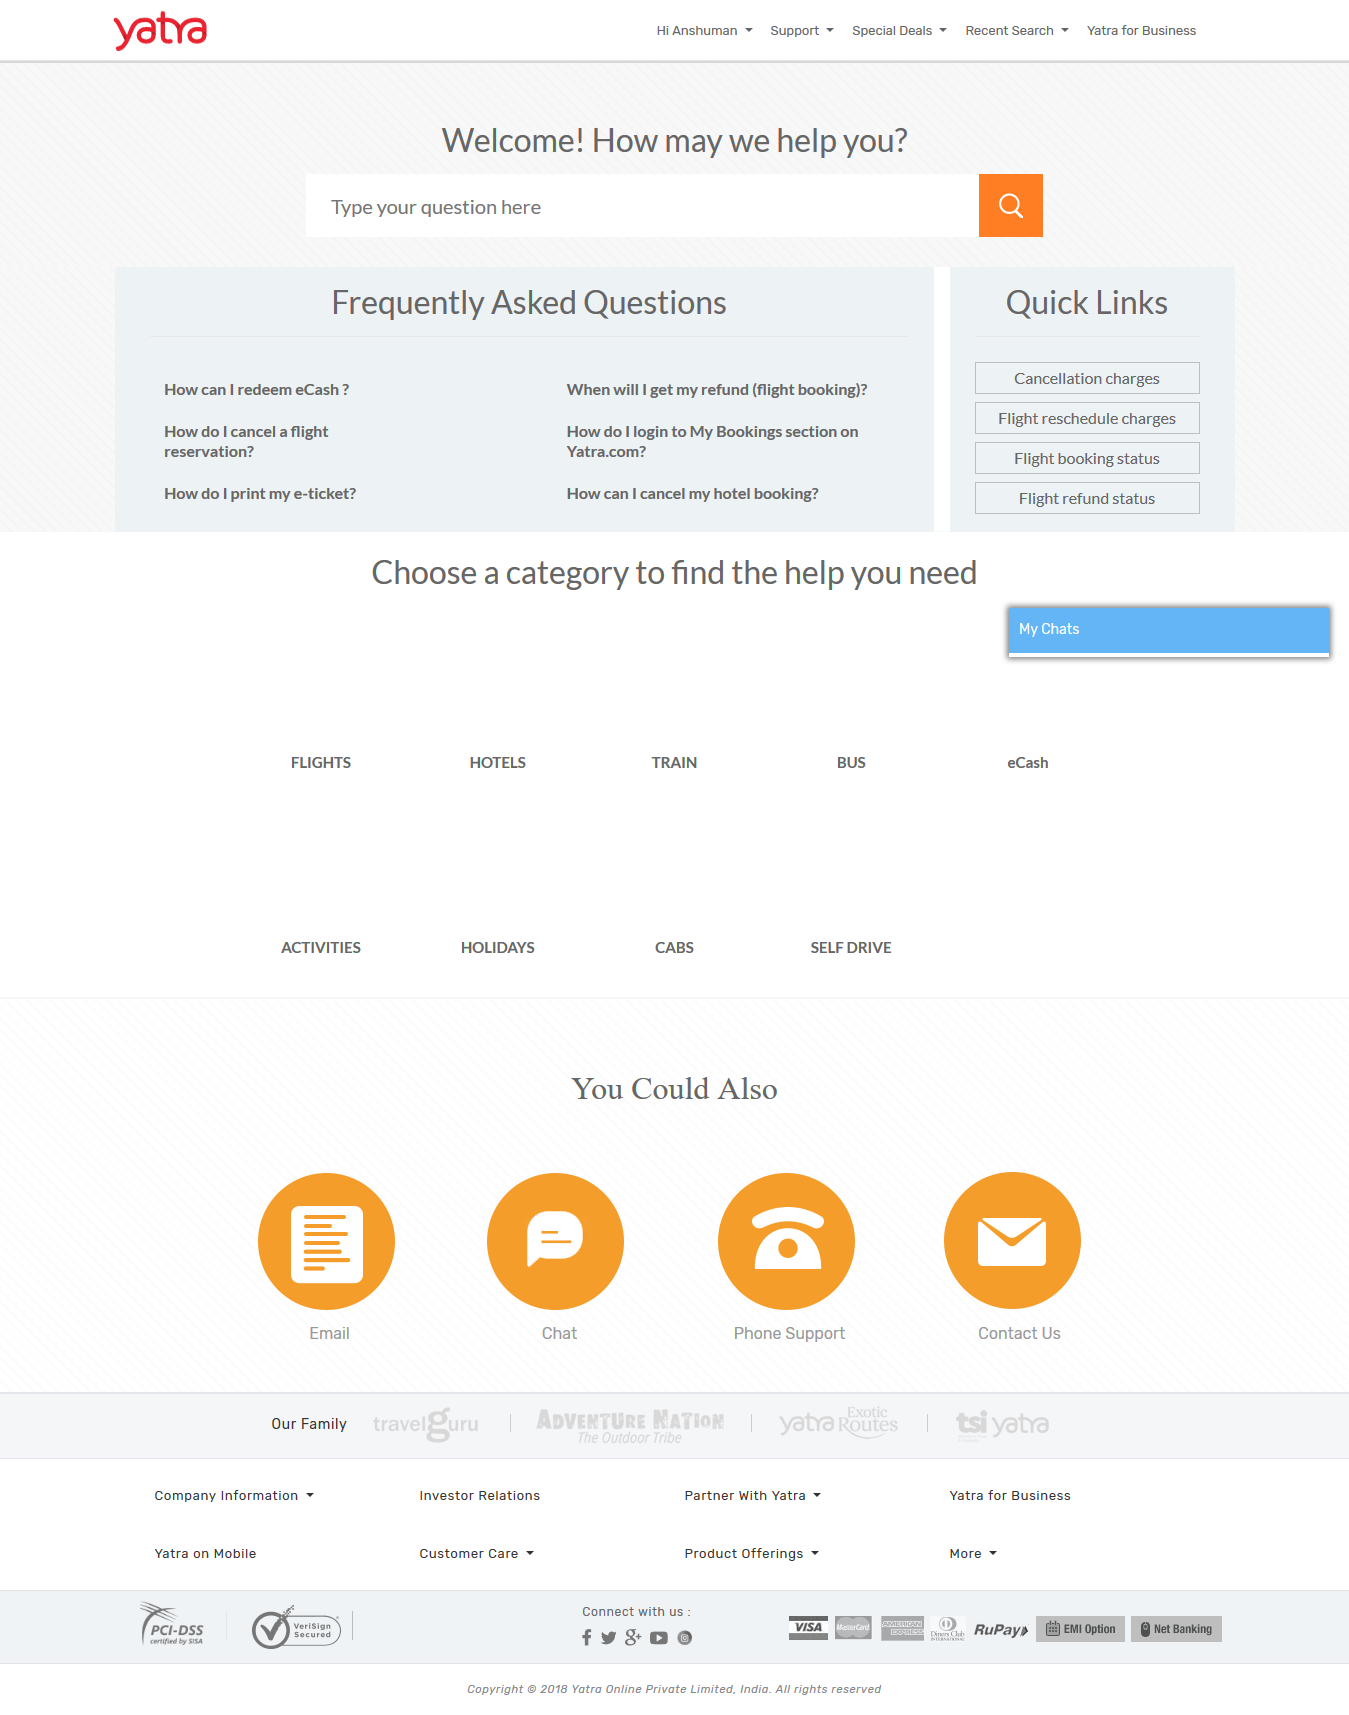 yatra
Hi Anshuman Support Special Deals Recent Search Yatra for Business
Welcome! How may we help you?
Type your question here
Frequently Asked Questions
How can I redeem eCash ?
How do I cancel a flight
reservation?
How do I print my e-ticket?
When will I get my refund (flight booking)?
How do I login to My Bookings section on
Yatra.com?
How can I cancel my hotel booking?
Quick Links
Cancellation charges
Flight reschedule charges
Flight booking status
Flight refund status
Choose a category to find the help you need
My Chats
FLIGHTS HOTELS TRAIN BUS eCash
ACTIVITIES HOLIDAYS CABS SELF DRIVE
You Could Also
Email Chat Phone Support Contact Us
Our Family
travelguru
ADVENTURE NATION
The Outdoor Tribe
yatra Exotic Routes
tsi yatra
Company Information Investor Relations Partner With Yatra Yatra for Business
Yatra on Mobile Customer Care Product Offerings More
PCI-DSS
certified by SISA
VeriSign
Secured
Connect with us :
VISA
MasterCard
AMERICAN
EXPRESS
Diners Club
INTERNATIONAL
RuPay
EMI Option
Net Banking
Copyright © 2018 Yatra Online Private Limited, India. All rights reserved